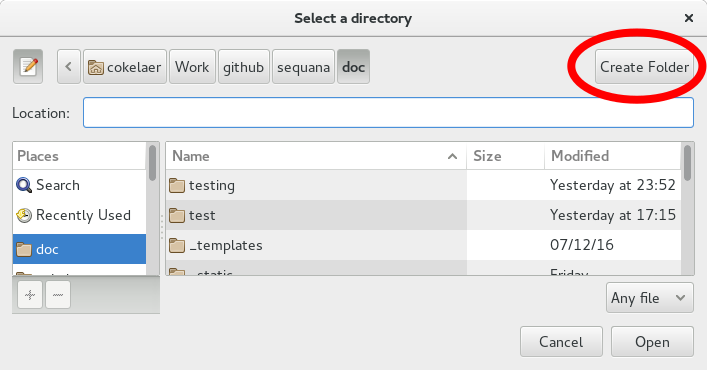 Select a directory
cokelaer Work github sequana doc Create Folder
Location:
Places Name Size Modified
Search testing Yesterday at 23:52
Recently Used test Yesterday at 17:15
doc _templates 07/12/16
_static Friday
Any file
Cancel Open